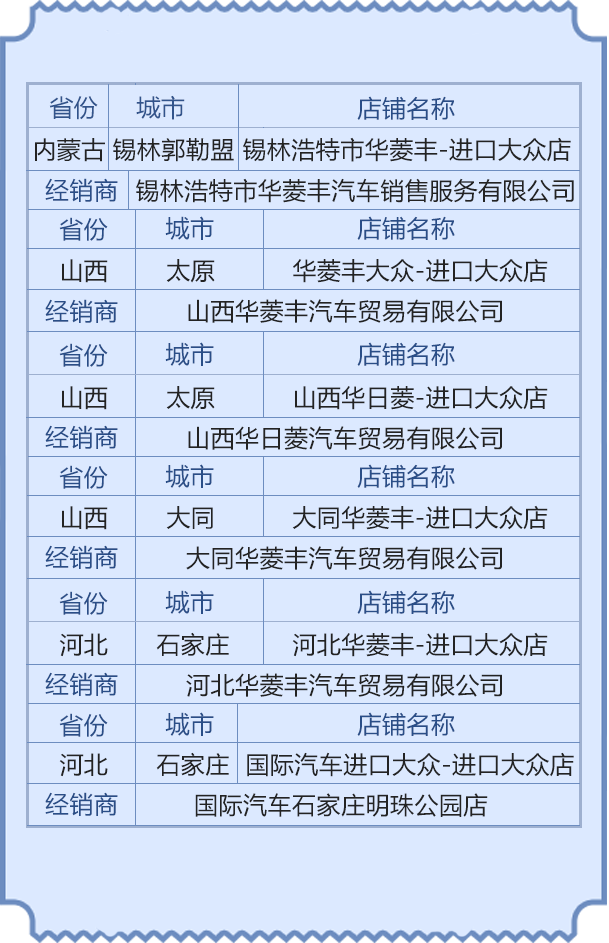 省份 城市 店铺名称
内蒙古 锡林郭勒盟 锡林浩特市华菱丰-进口大众店
经销商 锡林浩特市华菱丰汽车销售服务有限公司
省份 城市 店铺名称
山西 太原 华菱丰大众-进口大众店
经销商 山西华菱丰汽车贸易有限公司
省份 城市 店铺名称
山西 太原 山西华日菱-进口大众店
经销商 山西华日菱汽车贸易有限公司
省份 城市 店铺名称
山西 大同 大同华菱丰-进口大众店
经销商 大同华菱丰汽车贸易有限公司
省份 城市 店铺名称
河北 石家庄 河北华菱丰-进口大众店
经销商 河北华菱丰汽车贸易有限公司
省份 城市 店铺名称
河北 石家庄 国际汽车进口大众-进口大众店
经销商 国际汽车石家庄明珠公园店